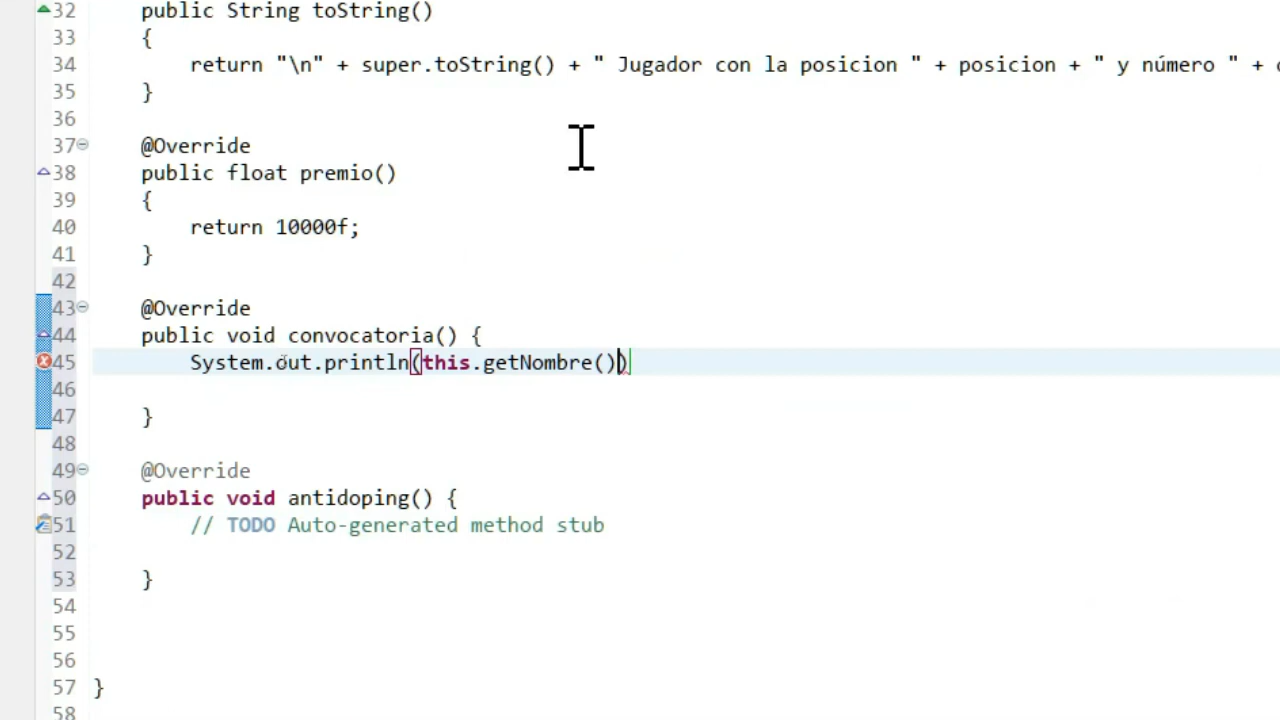 32 public String toString()
33 {
34 return "\n" + super.toString() + " Jugador con la posicion " + posicion + " y número " +
35 }
36
37 @Override
38 public float premio()
39 {
40 return 10000f;
41 }
42
43 @Override
44 public void convocatoria() {
45 System.out.println(this.getNombre())
46
47 }
48
49 @Override
50 public void antidoping() {
51 // TODO Auto-generated method stub
52
53 }
54
55
56
57 }
58